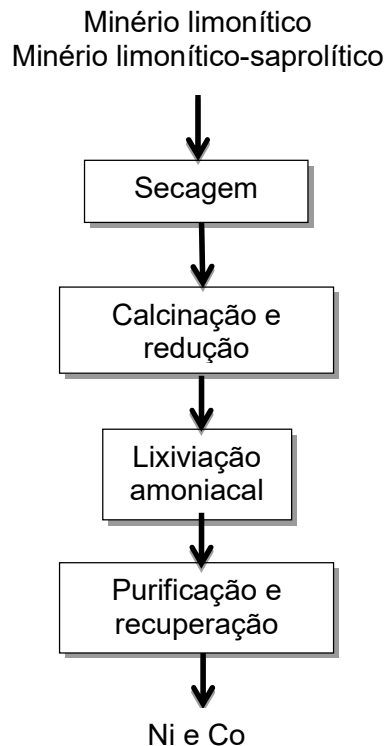 Minério limonítico
Minério limonítico-saprolítico
Secagem
Calcinação e
redução
Lixiviação
amoniacal
Purificação e
recuperação
Ni e Co